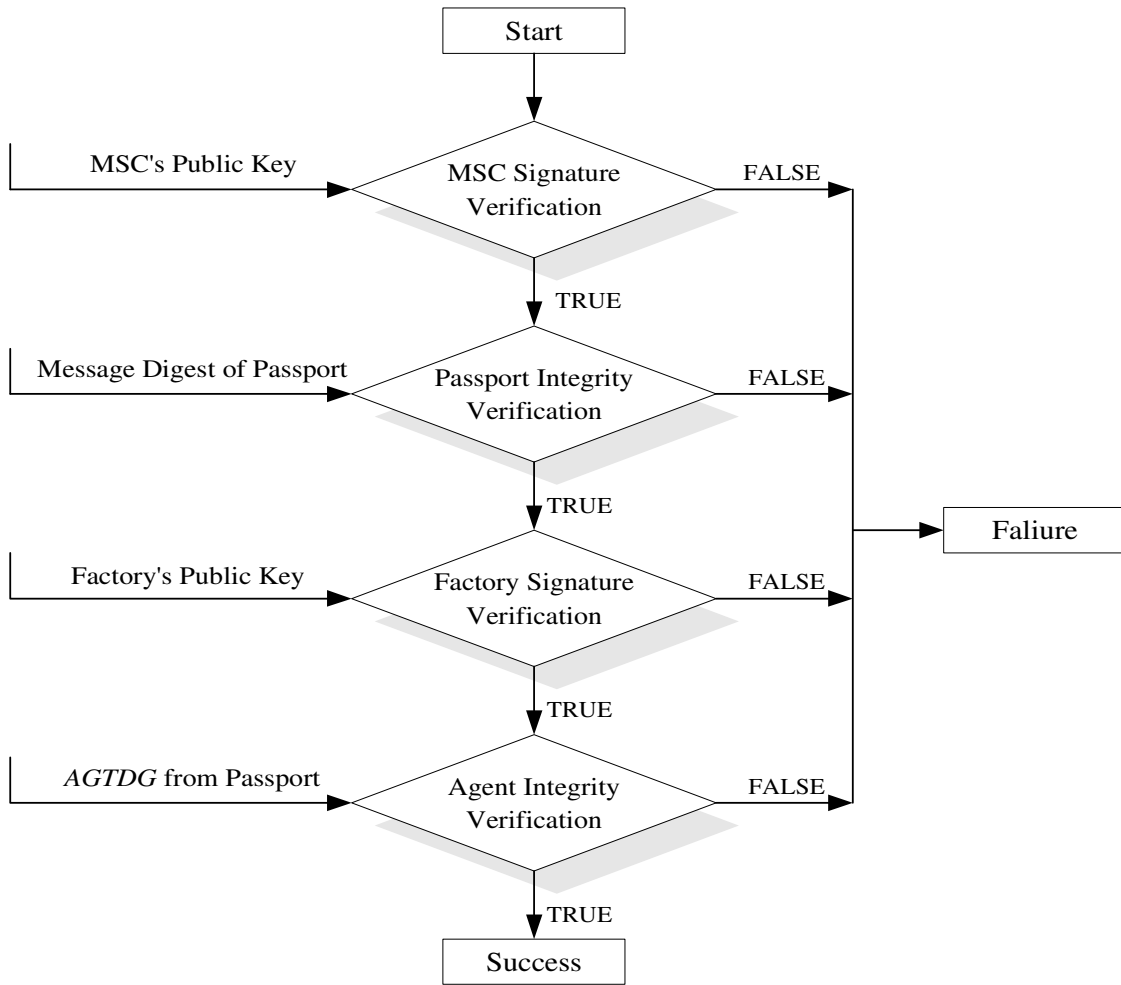 Start
MSC's Public Key
MSC Signature
Verification
FALSE
TRUE
Message Digest of Passport
Passport Integrity
Verification
FALSE
TRUE
Faliure
Factory's Public Key
Factory Signature
Verification
FALSE
TRUE
AGTDG from Passport
Agent Integrity
Verification
FALSE
TRUE
Success